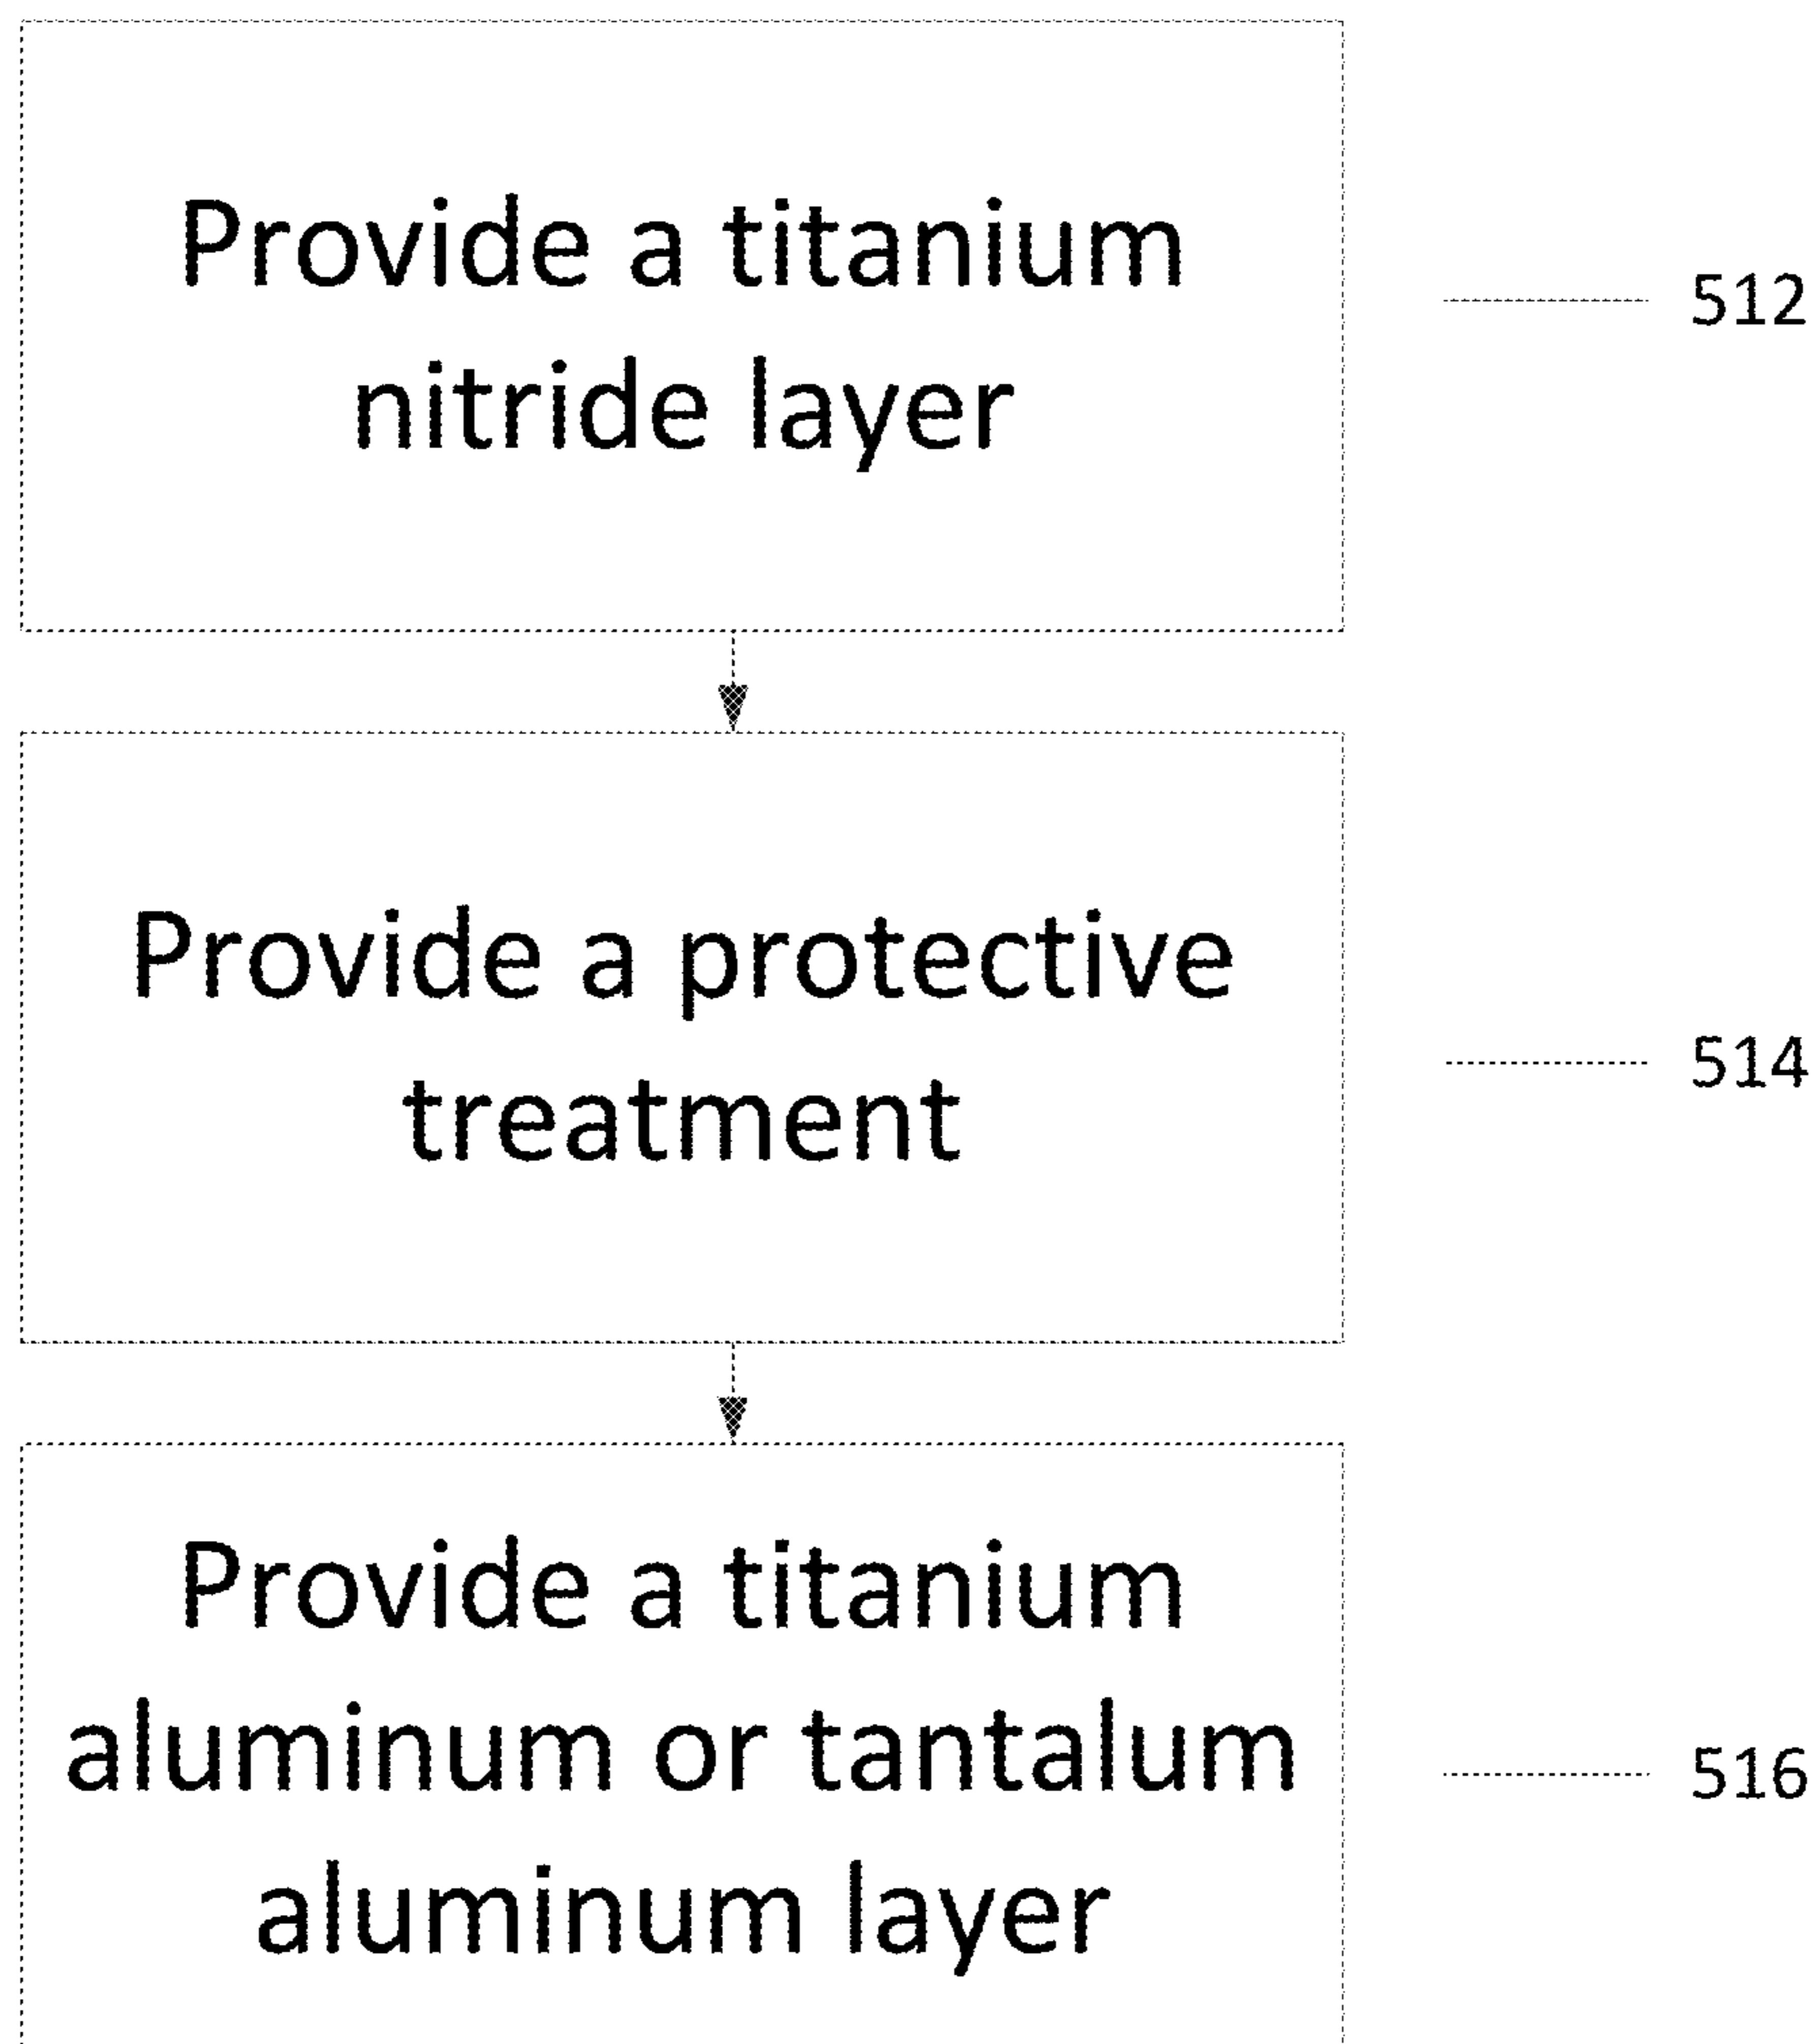 Provide a titanium
nitride layer
512
Provide a protective
treatment
514
Provide a titanium
aluminum or tantalum
aluminum layer
516